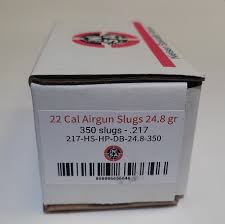 22 Cal Airgun Slugs 24.8 gr
350 slugs - .217
217-HS-HP-DB-24.8-350